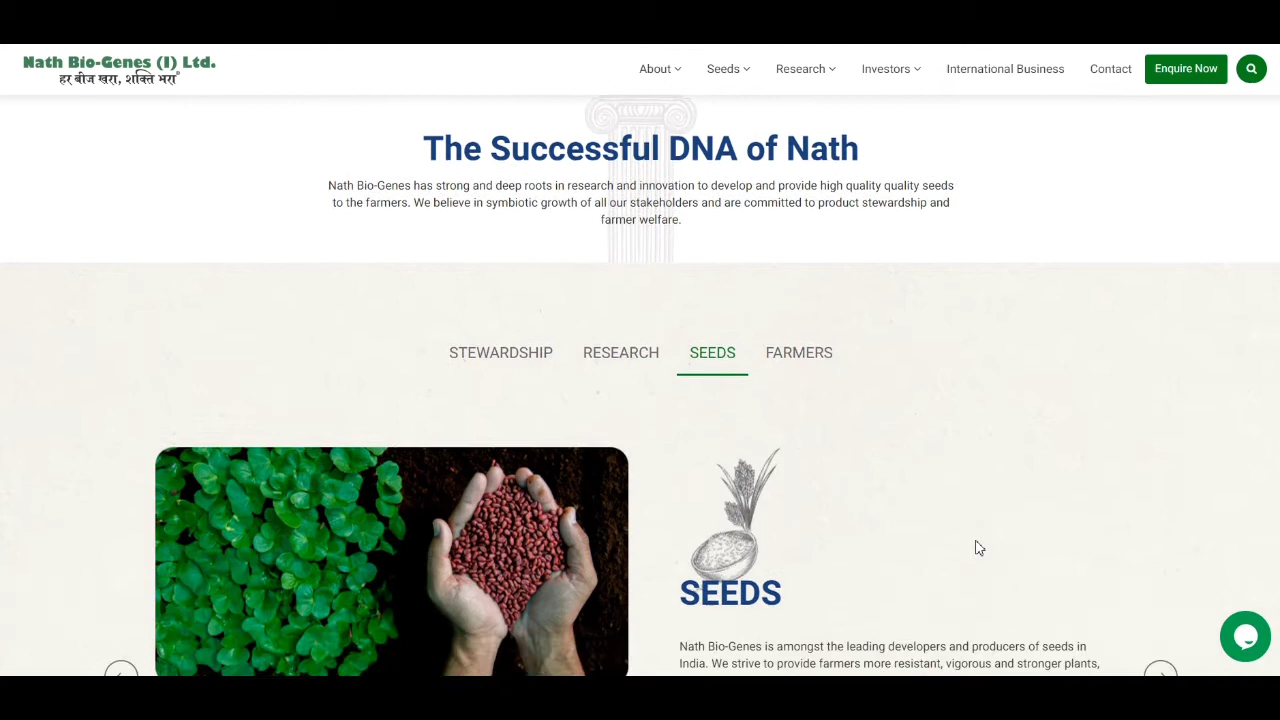 Nath Bio-Genes (I) Ltd.
हर बीज खरा, शक्ति भरा
About
Seeds
Research
Investors
International Business
Contact
Enquire Now
The Successful DNA of Nath
Nath Bio-Genes has strong and deep roots in research and innovation to develop and provide high quality quality seeds
to the farmers. We believe in symbiotic growth of all our stakeholders and are committed to product stewardship and
farmer welfare.
STEWARDSHIP
RESEARCH
SEEDS
FARMERS
SEEDS
Nath Bio-Genes is amongst the leading developers and producers of seeds in
India. We strive to provide farmers more resistant, vigorous and stronger plants,